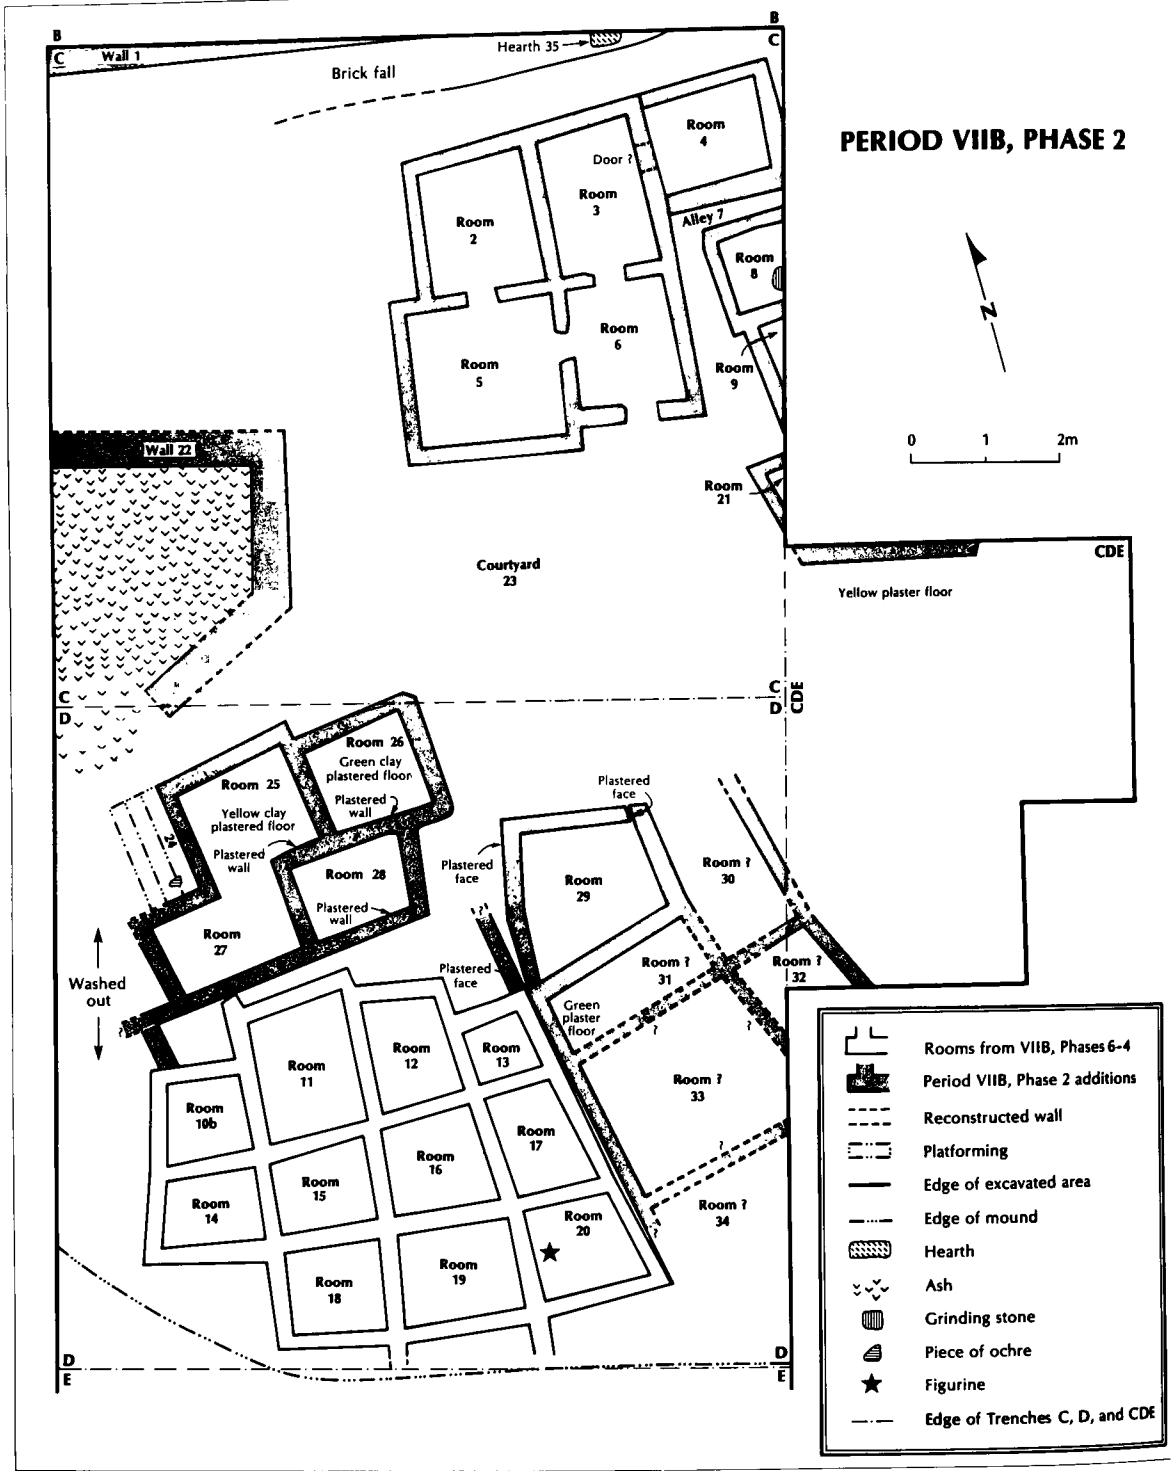 B
B
C
Wall 1
Hearth 35
C
Brick fall
PERIOD VIIB, PHASE 2
Room
4
Door ?
Room
3
Room
2
Alley 7
Room
8
N
Room
6
Room
5
Room
9
0 1 2m
Wall 22
Room
21
CDE
Courtyard
23
Yellow plaster floor
C
D
C
D
CDE
Room 26
Green clay
plastered floor
Plastered
wall
Room 25
Yellow clay
plastered floor
Plastered
wall
24
Plastered
face
Room 28
Plastered
wall
Plastered
face
Room
29
Room ?
30
Room
27
?
Washed
out
Plastered
face
Room ?
31
Room ?
32
Green
plaster
floor
?
?
Room
11
Room
12
Room
13
Room
10b
Room ?
33
Room
17
?
Room
16
Room
15
Room
14
Room ?
34
Room
20
?
Room
19
Room
18
D
E
D
E
Rooms from VIIB, Phases 6-4
Period VIIB, Phase 2 additions
Reconstructed wall
Platforming
Edge of excavated area
Edge of mound
Hearth
Ash
Grinding stone
Piece of ochre
Figurine
Edge of Trenches C, D, and CDE